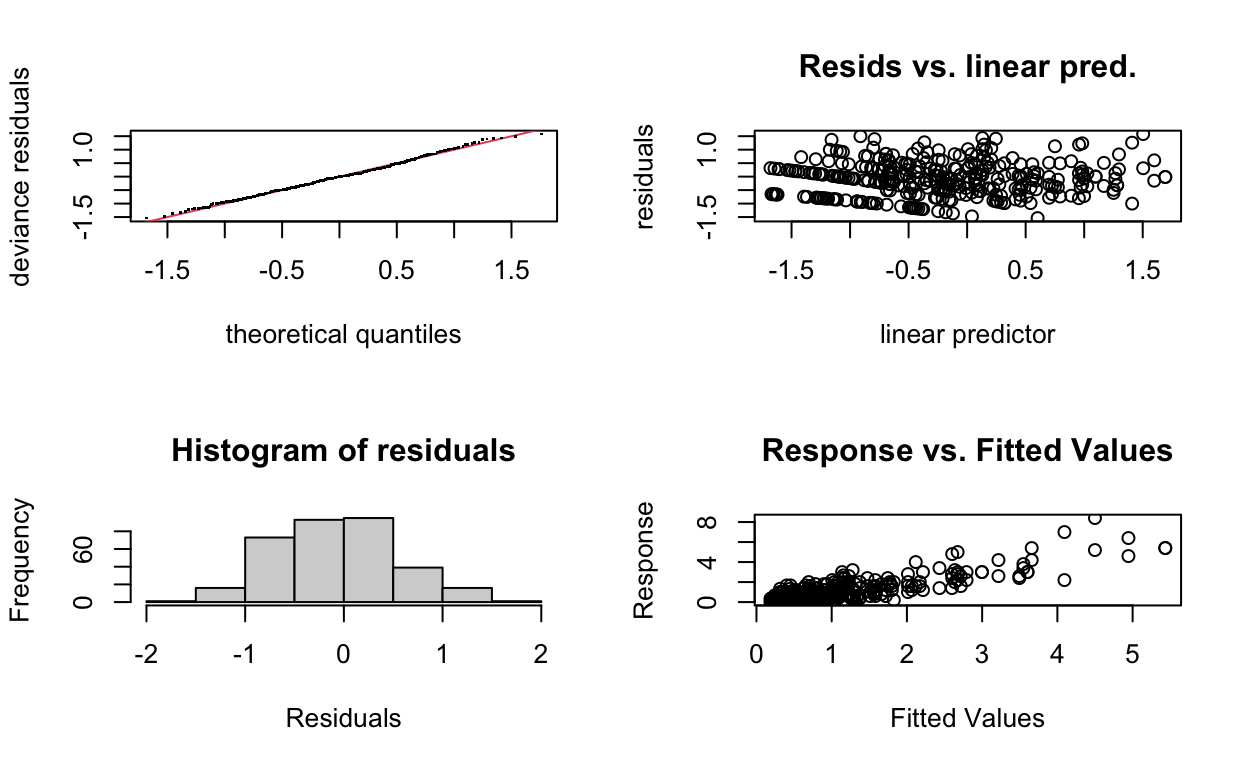 deviance residuals
1.0
-1.5
-1.5 -0.5 0.5 1.5
theoretical quantiles
Resids vs. linear pred.
residuals
1.0
-1.5
-1.5 -0.5 0.5 1.5
linear predictor
Histogram of residuals
Frequency
60
0
-2 -1 0 1 2
Residuals
Response vs. Fitted Values
Response
8
4
0
0 1 2 3 4 5
Fitted Values